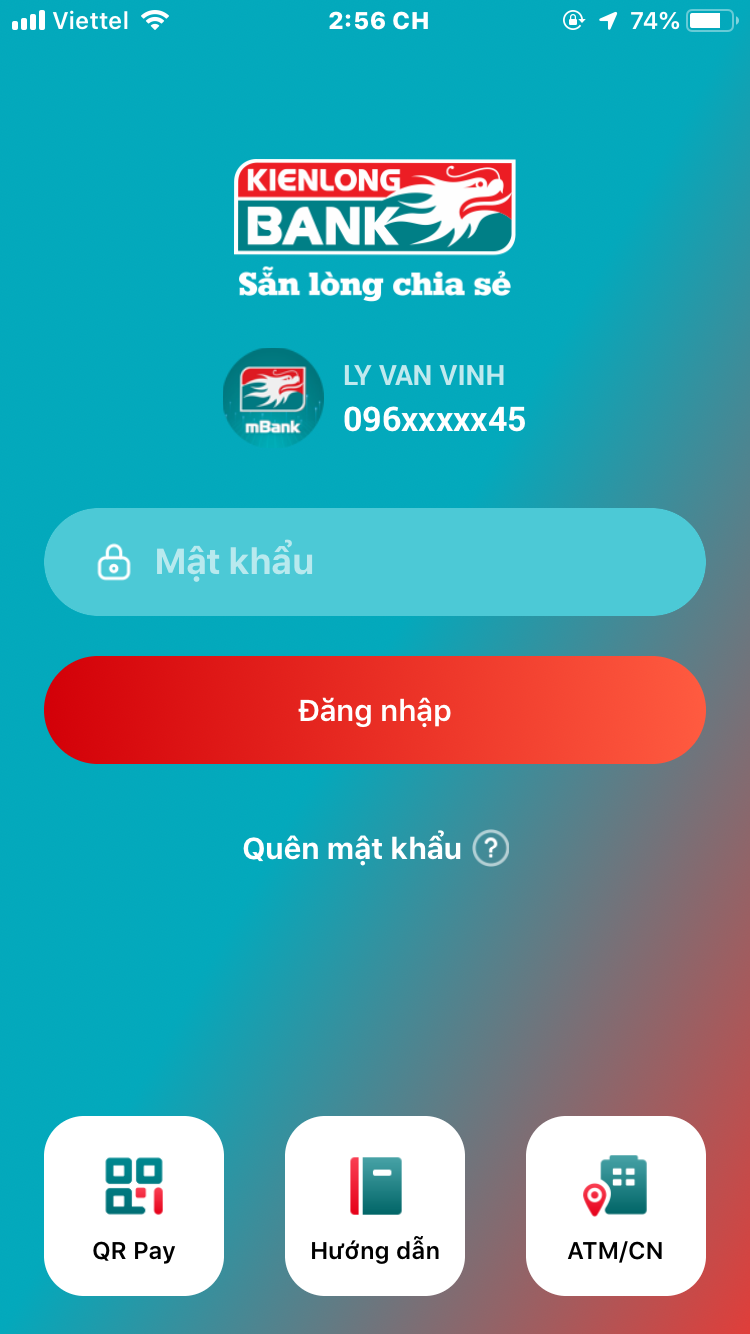 Viettel 2:56 CH 74%
KIENLONG
BANK
Sẵn lòng chia sẻ
LY VAN VINH
mBank 096xxxxx45
Mật khẩu
Đăng nhập
Quên mật khẩu ?
QR Pay Hướng dẫn ATM/CN